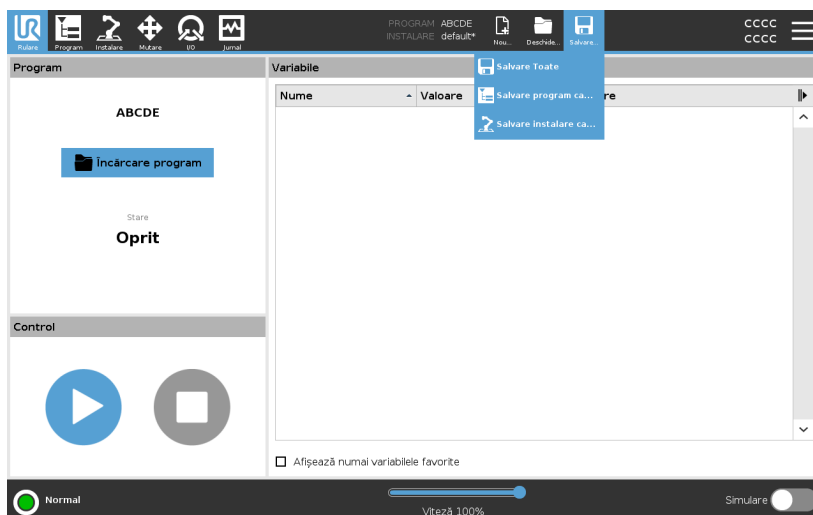 UR
Rulare
Program
Instalare
Mutare
I/O
Jurnal
PROGRAM ABCDE
INSTALARE default*
Nou...
Deschide...
Salvare...
CCCC
CCCC
Salvare Toate
Salvare program ca...
Salvare instalare ca...
Program
ABCDE
Încărcare program
Stare
Oprit
Control
Variabile
Nume
Valoare
re
Afișează numai variabilele favorite
Normal
Viteză 100%
Simulare